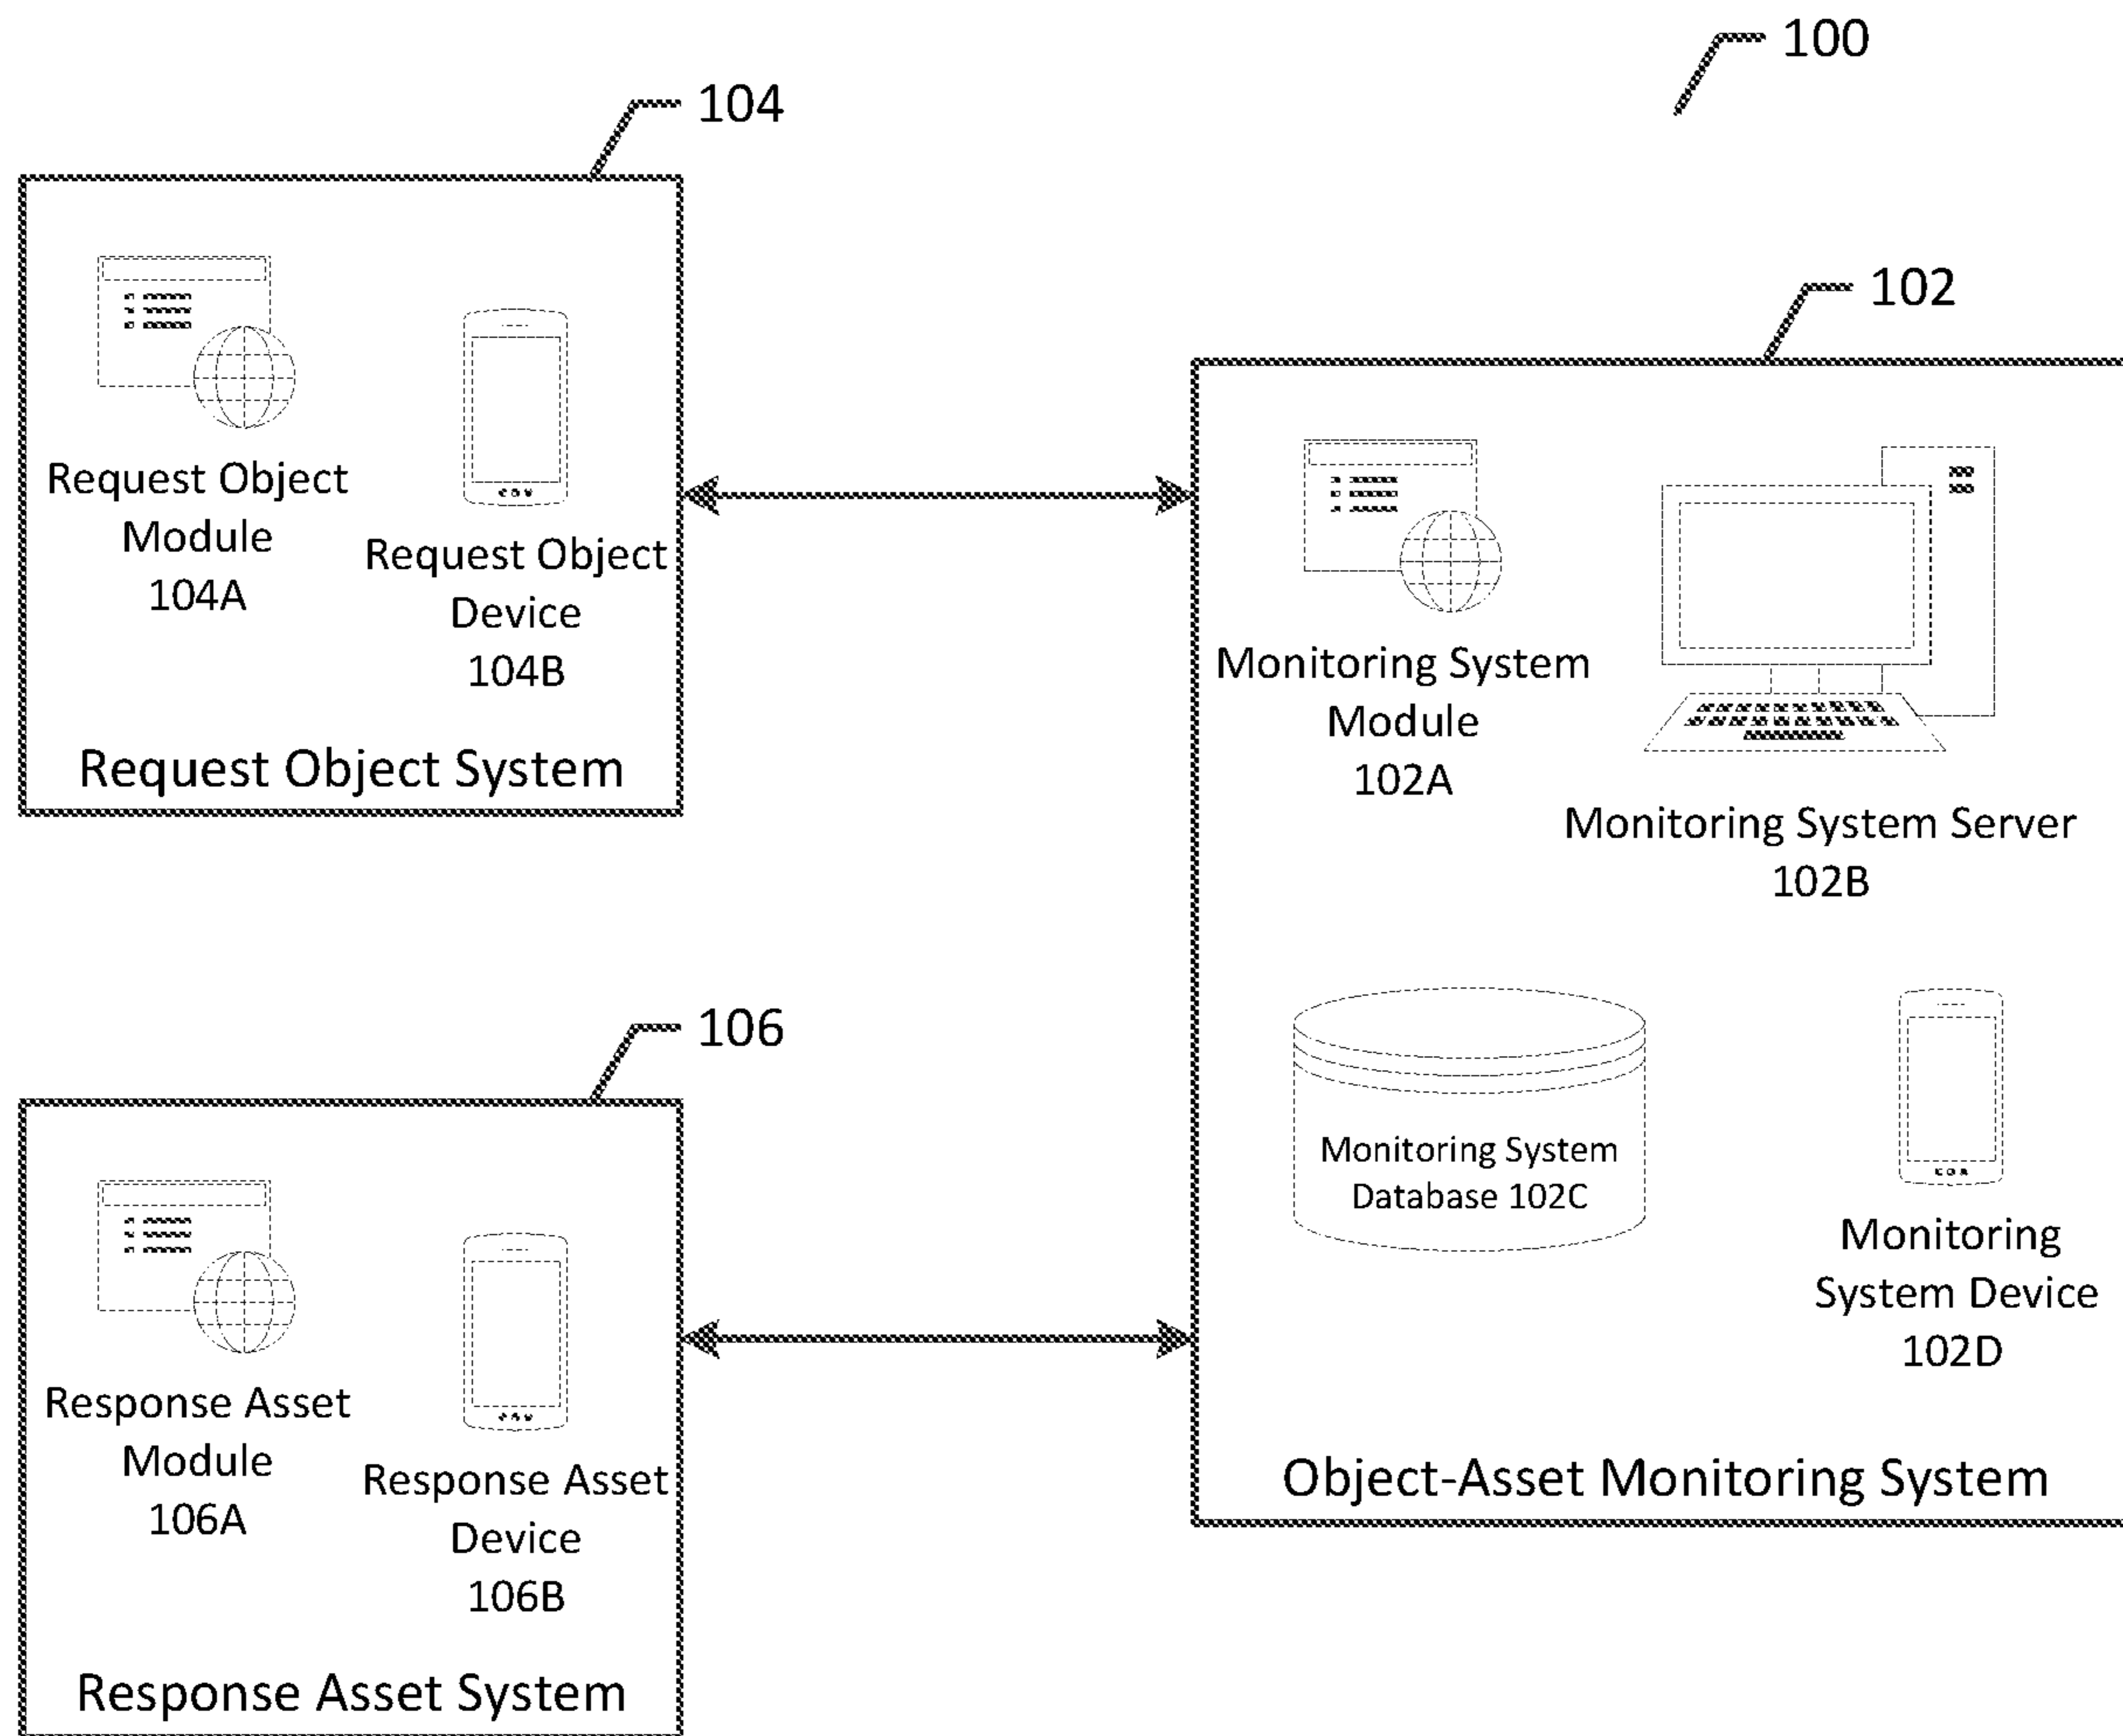 100
104
102
Request Object
Module
104A
Request Object
Device
104B
Request Object System
Monitoring System
Module
102A
Monitoring System Server
102B
106
Monitoring System
Database 102C
Monitoring
System Device
102D
Response Asset
Module
106A
Response Asset
Device
106B
Response Asset System
Object-Asset Monitoring System